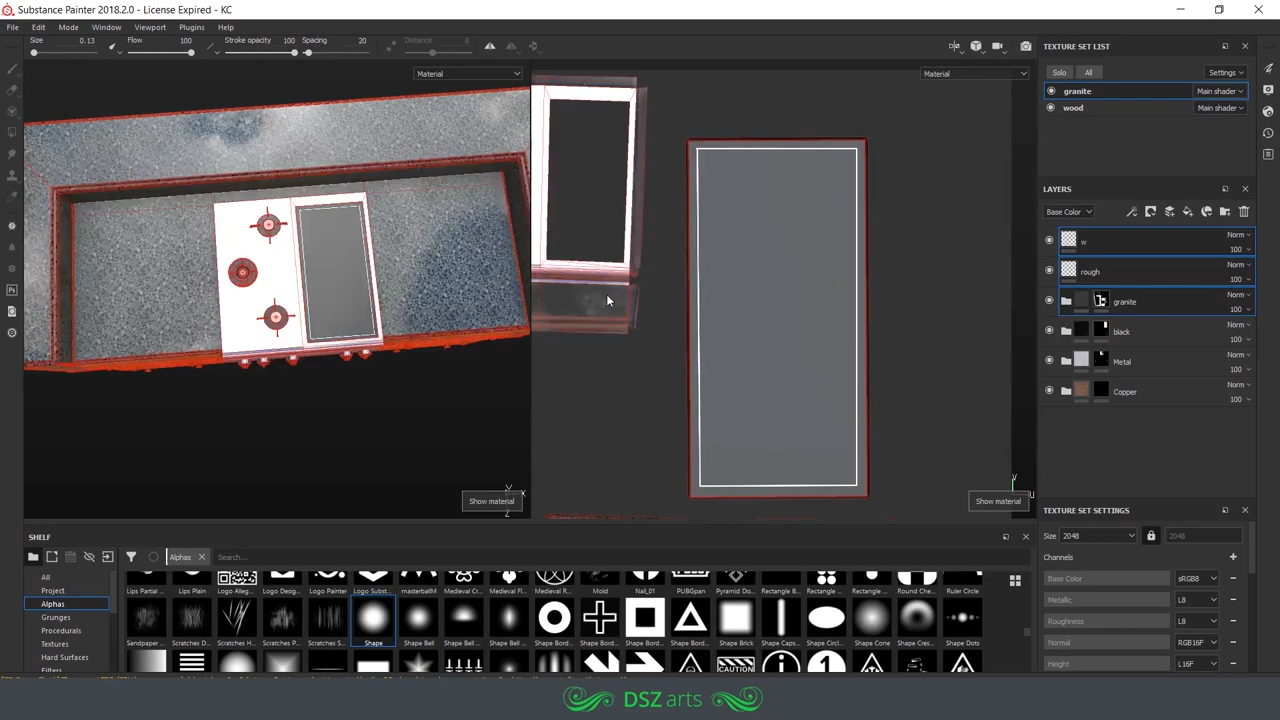 Substance Painter 2018.2.0 - License Expired - KC
File Edit Mode Window Viewport Plugins Help
Size 0.13 Flow 100 Stroke opacity 100 Spacing 20 Distance 8
Material
Material
Show material
Show material
TEXTURE SET LIST
Solo All Settings
granite Main shader
wood Main shader
LAYERS
Base Color
w Norm 100
rough Norm 100
granite Norm 100
black Norm 100
Metal Norm 100
Copper Norm 100
TEXTURE SET SETTINGS
Size 2048 2048
Channels
Base Color sRGB8
Metallic L8
Roughness L8
Normal RGB16F
Height L16F
SHELF
Alphas Search...
All
Project
Alphas
Grunges
Procedurals
Textures
Hard Surfaces
Filters
Lips Partial ... Lips Plain Logo Alleg... Logo Desig... Logo Painter Logo Subst... masterballM Medieval Cr... Medieval Fl... Medieval R... Mold Nail_01 PUBGpan Pyramid Do... Rectangle B... Rectangle ... Rectangle ... Round Che... Ruler Circle
Sandpaper ... Scratches D... Scratches H... Scratches P... Scratches S... Shape Shape Bell Shape Bell ... Shape Bell ... Shape Bord... Shape Bord... Shape Bord... Shape Bord... Shape Brick Shape Caps... Shape Circ... Shape Cone Shape Cres... Shape Dots
CAUTION
DSZ arts